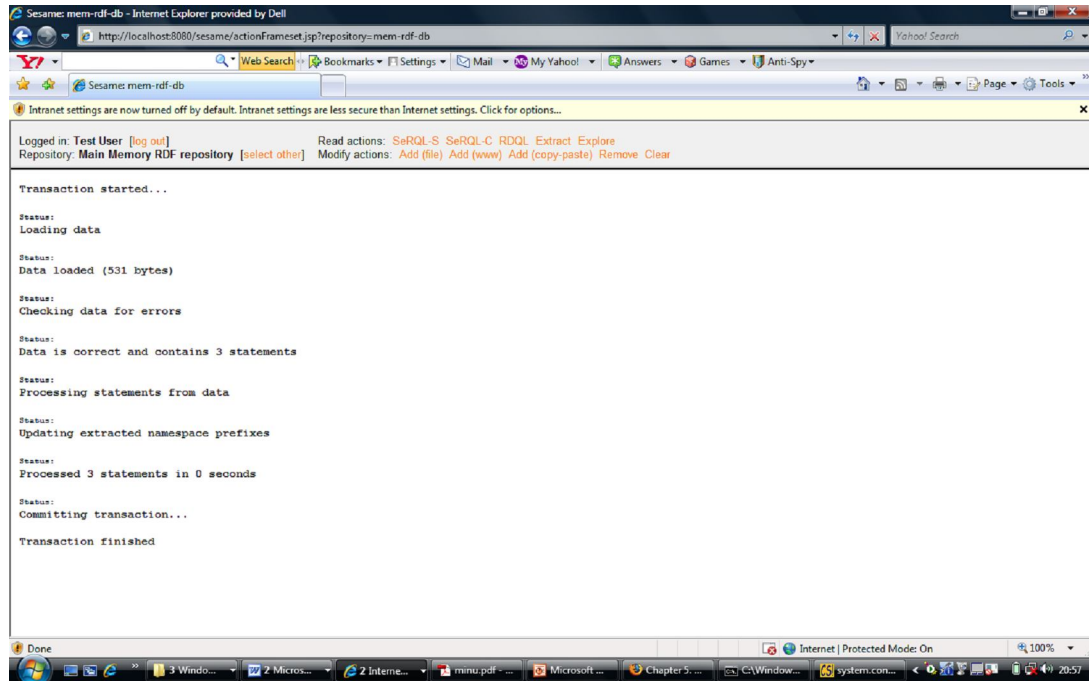 Sesame: mem-rdf-db - Internet Explorer provided by Dell
http://localhost:8080/sesame/actionFrameset.jsp?repository=mem-rdf-db
Yahoo! Search
Y! Web Search Bookmarks Settings Mail My Yahoo! Answers Games Anti-Spy
Sesame: mem-rdf-db Page Tools
Intranet settings are now turned off by default. Intranet settings are less secure than Internet settings. Click for options...
Logged in: Test User [log out] Read actions: SeRQL-S SeRQL-C RDQL Extract Explore
Repository: Main Memory RDF repository [select other] Modify actions: Add (file) Add (www) Add (copy-paste) Remove Clear
Transaction started...
Status:
Loading data
Status:
Data loaded (531 bytes)
Status:
Checking data for errors
Status:
Data is correct and contains 3 statements
Status:
Processing statements from data
Status:
Updating extracted namespace prefixes
Status:
Processed 3 statements in 0 seconds
Status:
Committing transaction...
Transaction finished
Done Internet | Protected Mode: On 100%
3 Windo... 2 Micros... 2 Interne... minu.pdf - ... Microsoft ... Chapter 5. ... C:\Window... system.con... 20:57